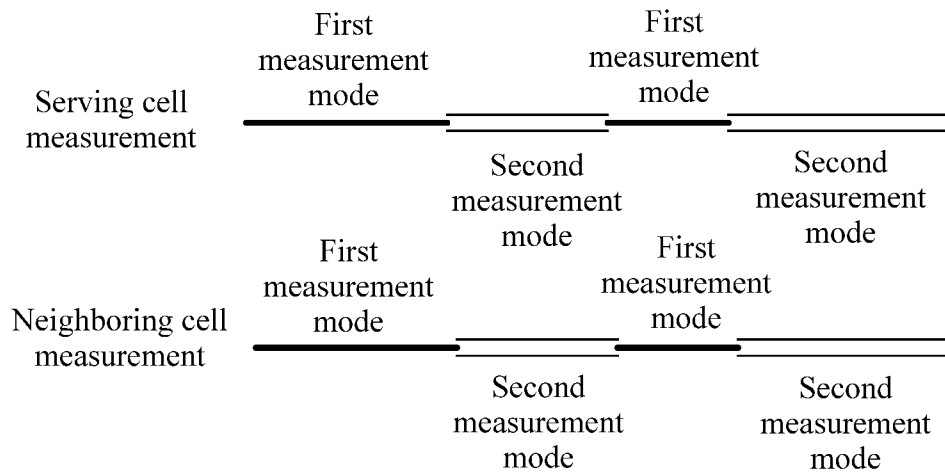 First
measurement
mode
First
measurement
mode
Serving cell
measurement
Second
measurement
mode
Second
measurement
mode
First
measurement
mode
First
measurement
mode
Neighboring cell
measurement
Second
measurement
mode
Second
measurement
mode